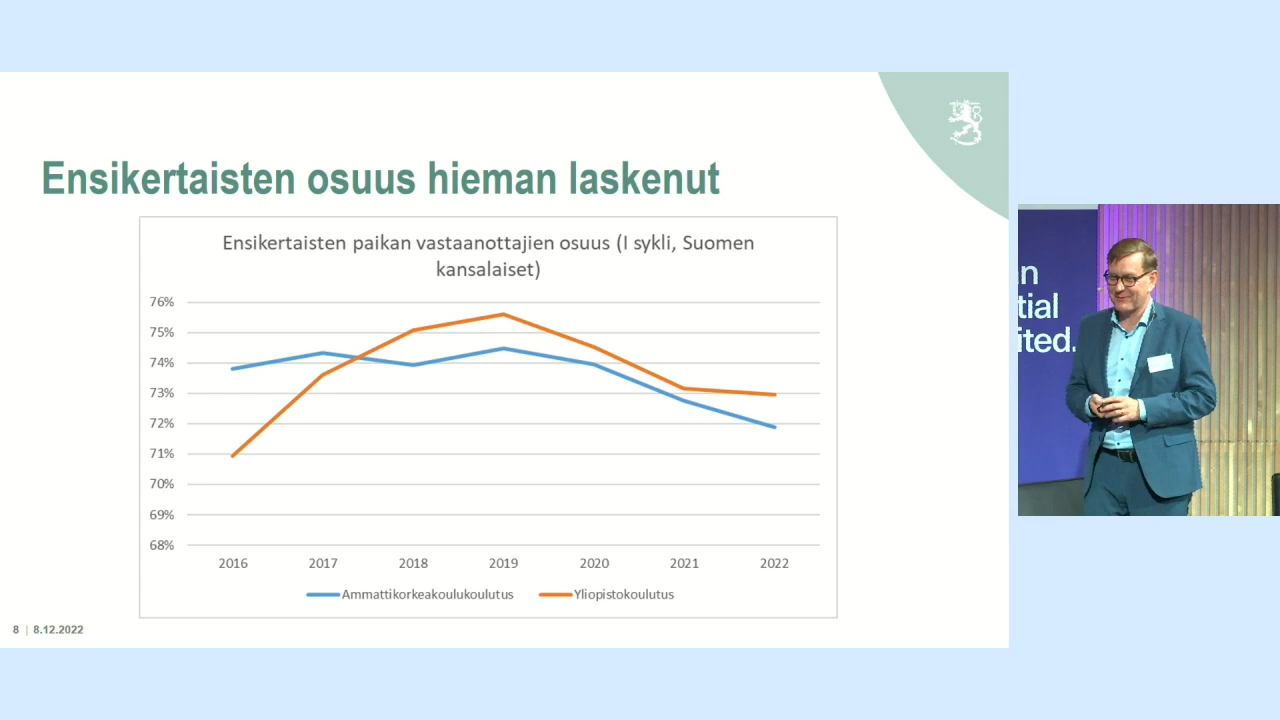 Ensikertaisten osuus hieman laskenut
Ensikertaisten paikan vastaanottajien osuus (I sykli, Suomen
kansalaiset)
76%
75%
74%
73%
72%
71%
70%
69%
68%
2016 2017 2018 2019 2020 2021 2022
Ammattikorkeakoulukoulutus Yliopistokoulutus
8 | 8.12.2022
an
tial
ited.